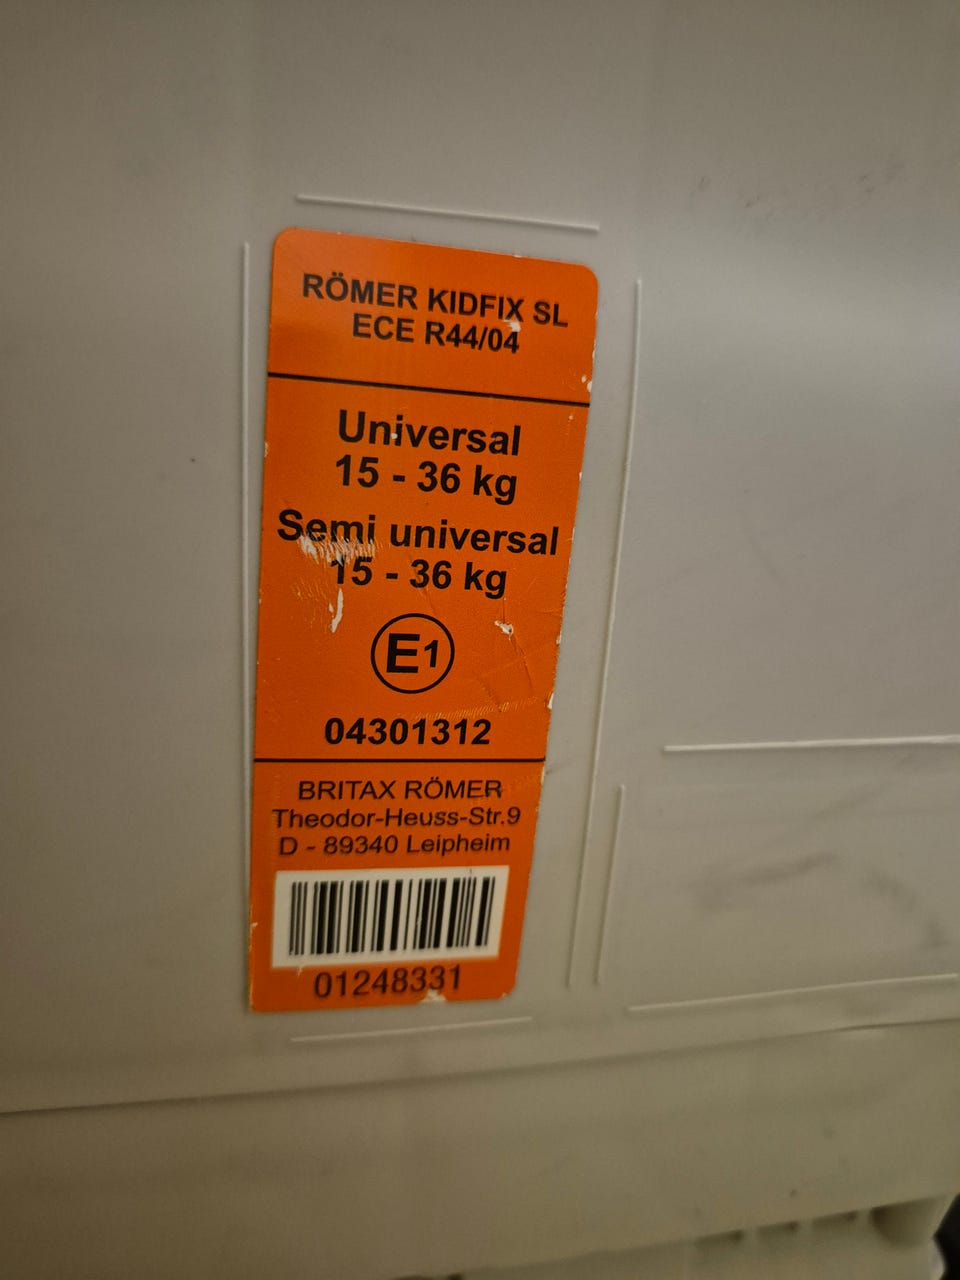 RÖMER KIDFIX SL
ECE R44/04
Universal
15 - 36 kg
Semi universal
15 - 36 kg
E1
04301312
BRITAX RÖMER
Theodor-Heuss-Str.9
D - 89340 Leipheim
01248331